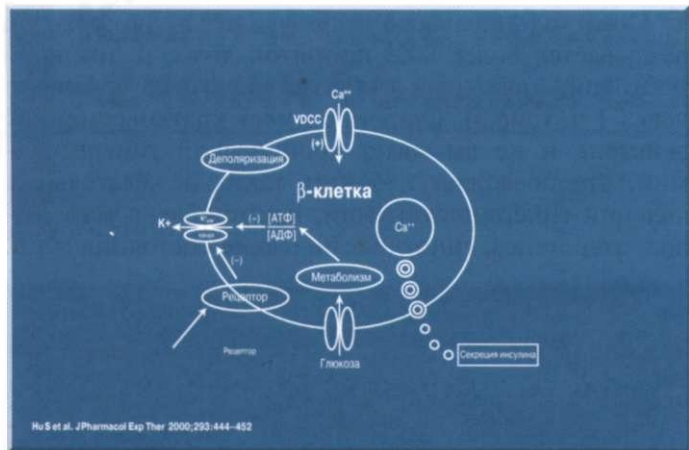 Ca++
VDCC
(+)
Деполяризация
β-клетка
K+
(–)
[АТФ]
[АДФ]
Ca++
(–)
Метаболизм
Рецептор
Рецептор
Глюкоза
Секреция инсулина
Hu S et al. J Pharmacol Exp Ther 2000;293:444–452